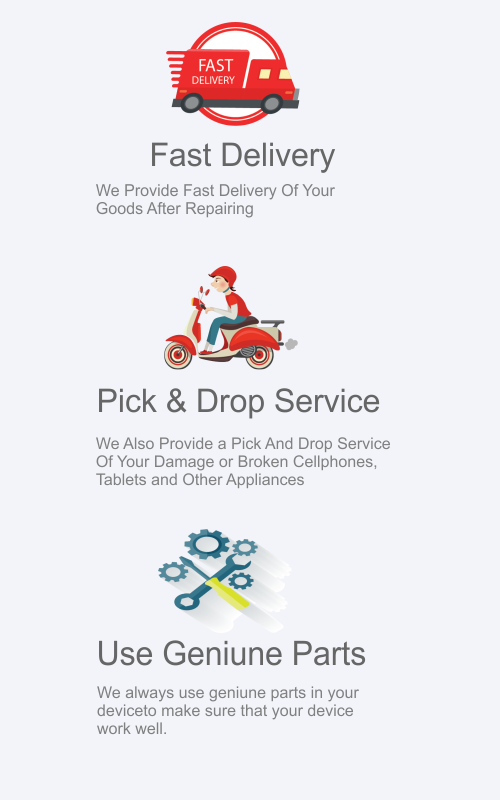 FAST
DELIVERY
Fast Delivery
We Provide Fast Delivery Of Your
Goods After Repairing
Pick & Drop Service
We Also Provide a Pick And Drop Service
Of Your Damage or Broken Cellphones,
Tablets and Other Appliances
Use Geniune Parts
We always use geniune parts in your
deviceto make sure that your device
work well.